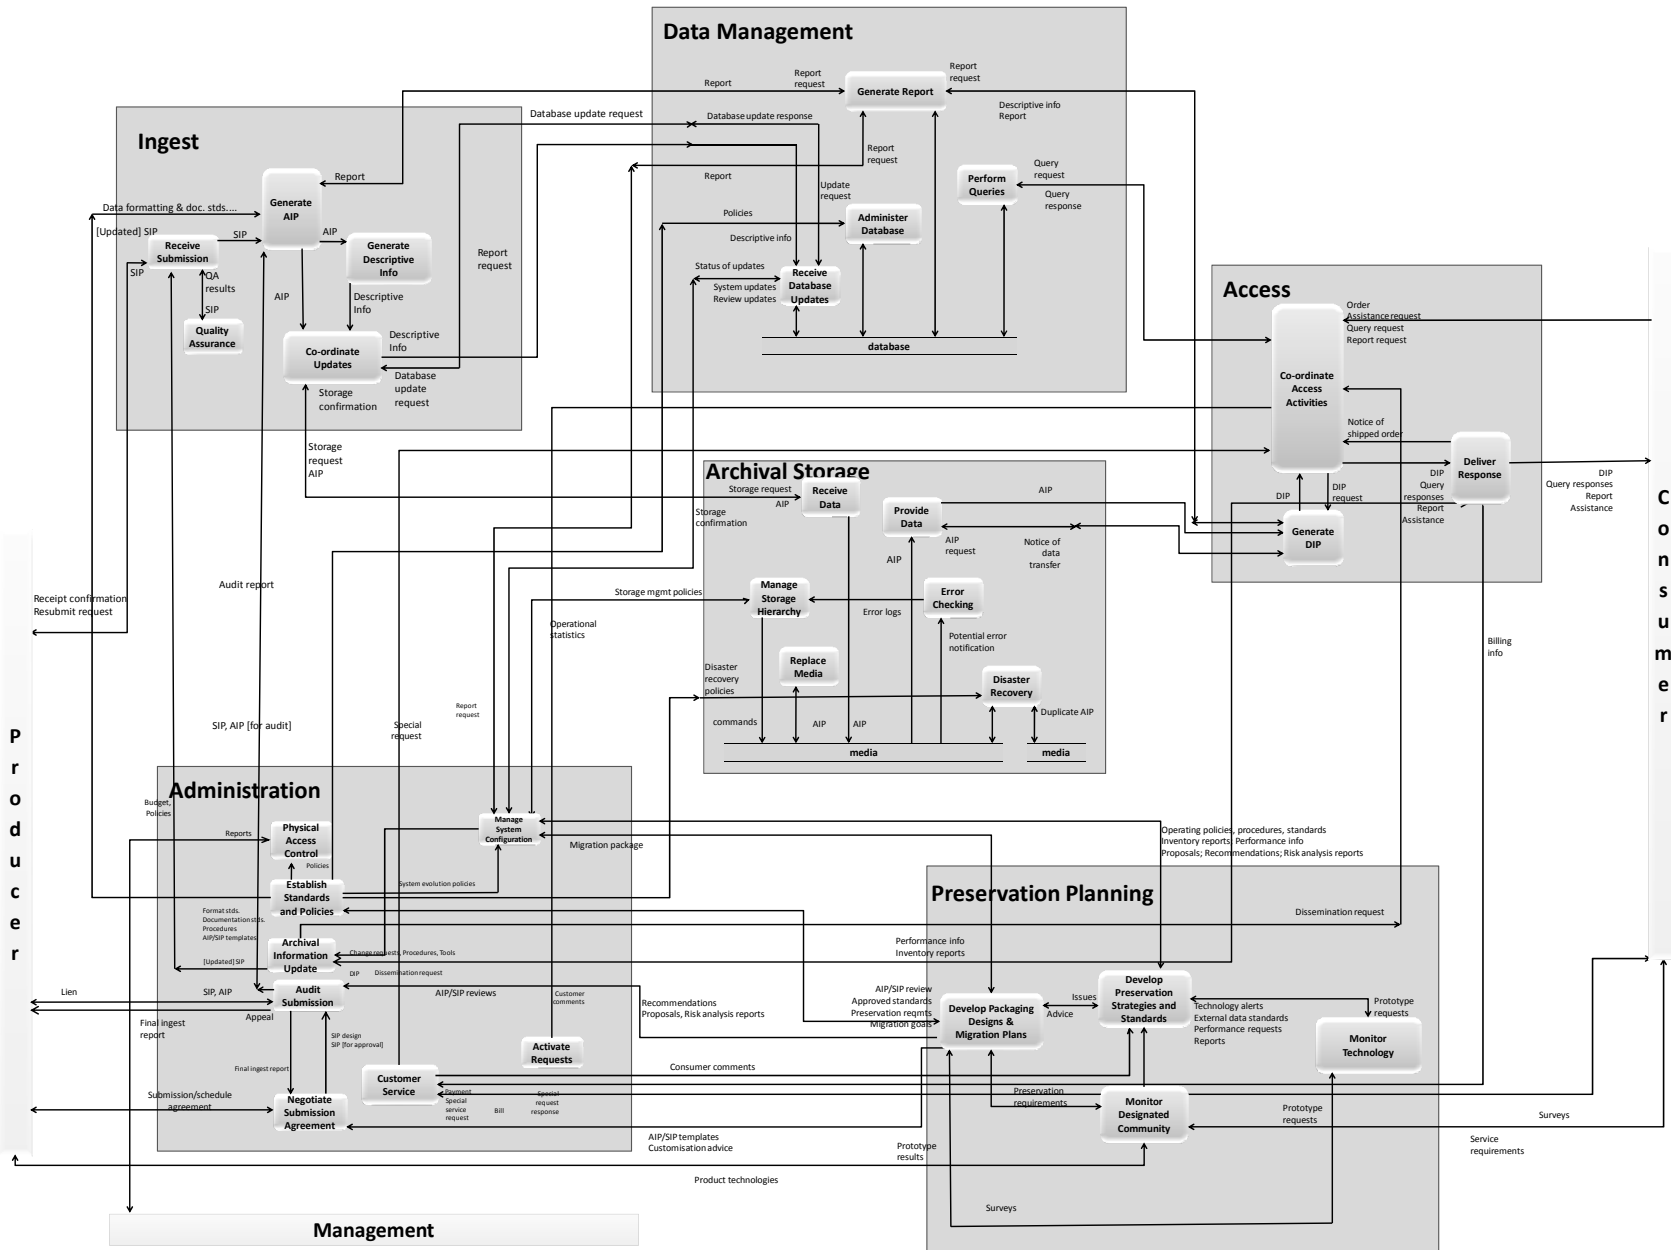 Data Management
Report
Report
request
Report
request
Generate Report
Descriptive info
Report
Database update request
Database update response
Report
request
Report
Query
request
Perform
Queries
Query
response
Update
request
Policies
Administer
Database
Descriptive info
Status of updates
System updates
Review updates
Receive
Database
Updates
database
Ingest
Report
Generate
AIP
Data formatting & doc. stds....
[Updated] SIP
SIP
AIP
Receive
Submission
Generate
Descriptive
Info
SIP
QA
results
SIP
AIP
Descriptive
Info
Quality
Assurance
Co-ordinate
Updates
Descriptive
Info
Database
update
request
Storage
confirmation
Report
request
Storage
request
AIP
Access
Order
Assistance request
Query request
Report request
Co-ordinate
Access
Activities
Notice of
shipped order
Deliver
Response
DIP
DIP
request
DIP
Query
responses
Report
Assistance
DIP
Query responses
Report
Assistance
Generate
DIP
Archival Storage
Storage request
AIP
Receive
Data
Storage
confirmation
AIP
Provide
Data
AIP
request
Notice of
data
transfer
AIP
Storage mgmt policies
Manage
Storage
Hierarchy
Error
Checking
Error logs
Operational
statistics
Potential error
notification
Replace
Media
Disaster
recovery
policies
Disaster
Recovery
Duplicate AIP
commands
AIP
AIP
media
media
Audit report
Receipt confirmation
Resubmit request
Billing
info
Report
request
SIP, AIP [for audit]
Special
request
Producer
Consumer
Administration
Budget,
Policies
Reports
Physical
Access
Control
Policies
Manage
System
Configuration
Migration package
Establish
Standards
and Policies
System evolution policies
Format stds.
Documentation stds.
Procedures
AIP/SIP templates
Archival
Information
Update
Change requests, Procedures, Tools
[Updated] SIP
DIP
Dissemination request
Audit
Submission
Lien
SIP, AIP
Appeal
AIP/SIP reviews
Customer
comments
Final ingest
report
SIP design
SIP [for approval]
Activate
Requests
Final ingest report
Customer
Service
Submission/schedule
agreement
Negotiate
Submission
Agreement
Payment
Special
service
request
Bill
Special
request
response
Operating policies, procedures, standards
Inventory reports; Performance info
Proposals; Recommendations; Risk analysis reports
Preservation Planning
Dissemination request
Performance info
Inventory reports
Recommendations
Proposals, Risk analysis reports
AIP/SIP review
Approved standards
Preservation reqmts
Migration goals
Develop Packaging
Designs &
Migration Plans
Issues
Advice
Develop
Preservation
Strategies and
Standards
Technology alerts
External data standards
Performance requests
Reports
Prototype
requests
Monitor
Technology
Consumer comments
Preservation
requirements
Monitor
Designated
Community
Prototype
requests
Surveys
Service
requirements
AIP/SIP templates
Customisation advice
Prototype
results
Product technologies
Surveys
Management